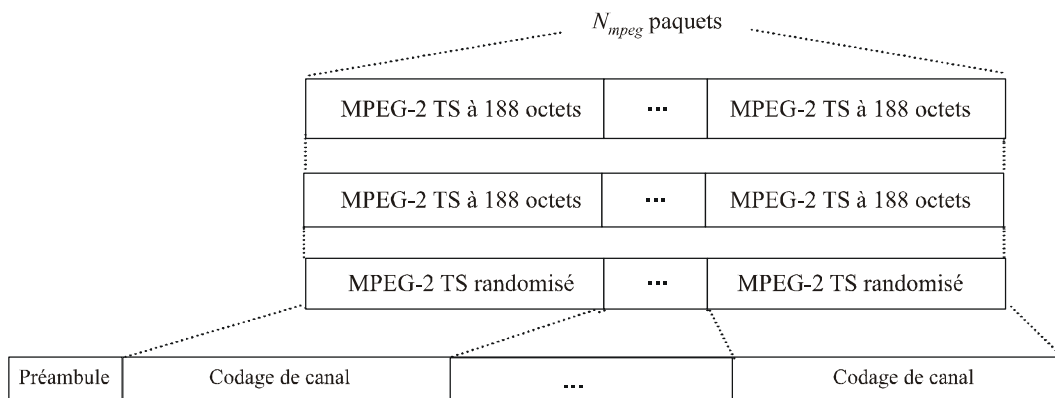 N_mpeg paquets
MPEG-2 TS à 188 octets ... MPEG-2 TS à 188 octets
MPEG-2 TS à 188 octets ... MPEG-2 TS à 188 octets
MPEG-2 TS randomisé ... MPEG-2 TS randomisé
Préambule Codage de canal ... Codage de canal